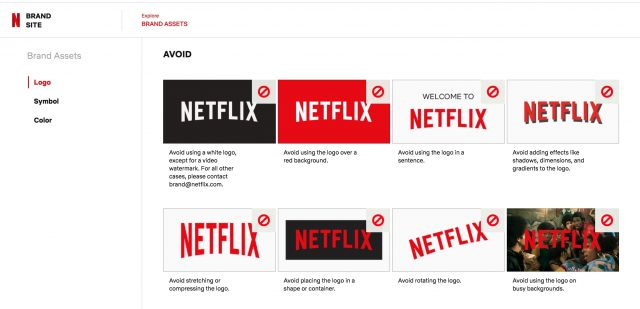 N BRAND
SITE
Explore
BRAND ASSETS
Brand Assets
Logo
Symbol
Color
AVOID
NETFLIX
Avoid using a white logo,
except for a video
watermark. For all other
cases, please contact
brand@netflix.com.
NETFLIX
Avoid using the logo over a
red background.
WELCOME TO
NETFLIX
Avoid using the logo in a
sentence.
NETFLIX
Avoid adding effects like
shadows, dimensions, and
gradients to the logo.
NETFLIX
Avoid stretching or
compressing the logo.
NETFLIX
Avoid placing the logo in a
shape or container.
NETFLIX
Avoid rotating the logo.
NETFLIX
Avoid using the logo on
busy backgrounds.